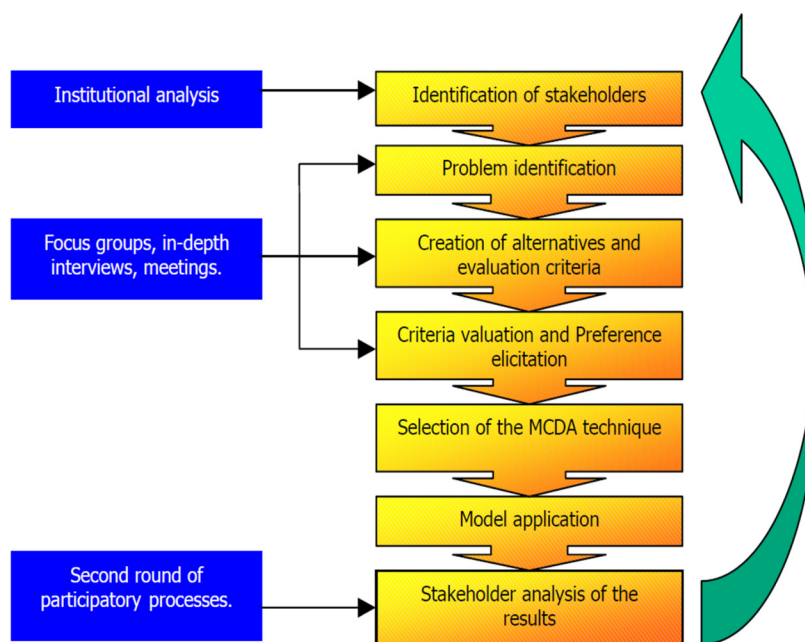 Institutional analysis
Identification of stakeholders
Problem identification
Focus groups, in-depth
interviews, meetings.
Creation of alternatives and
evaluation criteria
Criteria valuation and Preference
elicitation
Selection of the MCDA technique
Model application
Second round of
participatory processes.
Stakeholder analysis of the
results